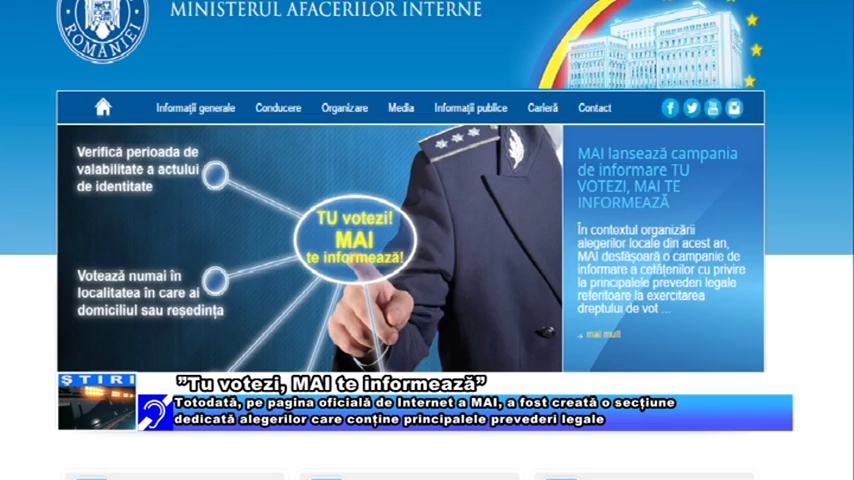 MINISTERUL AFACERILOR INTERNE
ROMÂNIEI
Informații generale
Conducere
Organizare
Media
Informații publice
Carieră
Contact
Verifică perioada de
valabilitate a actului
de identitate
TU votezi!
MAI
te informează!
Votează numai în
localitatea în care ai
domiciliul sau reședința
MAI lansează campania
de informare TU
VOTEZI, MAI TE
INFORMEAZĂ
În contextul organizării
alegerilor locale din acest an,
MAI desfășoară o campanie de
informare a cetățenilor cu privire
la principalele prevederi legale
referitoare la exercitarea
dreptului de vot ...
mai mult
ȘTIRI
”Tu votezi, MAI te informează”
Totodată, pe pagina oficială de Internet a MAI, a fost creată o secțiune
dedicată alegerilor care conține principalele prevederi legale